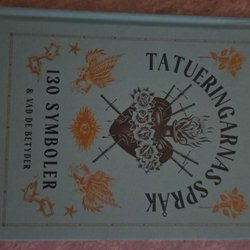 TATUERINGARNAS SPRÅK
130 SYMBOLER
& VAD DE BETYDER